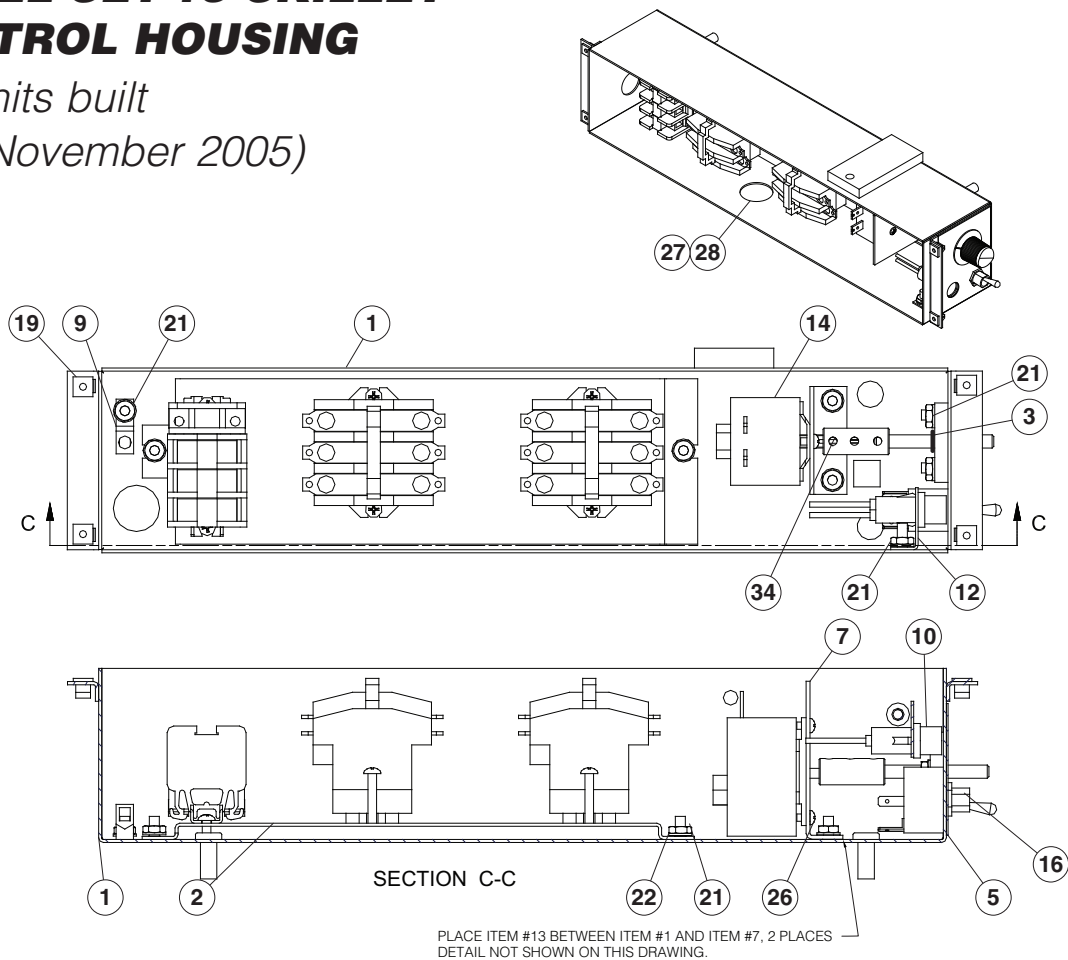 SKILLET
TROL HOUSING
nits built
November 2005)
27 28
19 9 21 1 14 21 3
C C
34 21 12
7 10
1 2 22 21 26 5 16
SECTION C-C
PLACE ITEM #13 BETWEEN ITEM #1 AND ITEM #7, 2 PLACES
DETAIL NOT SHOWN ON THIS DRAWING.